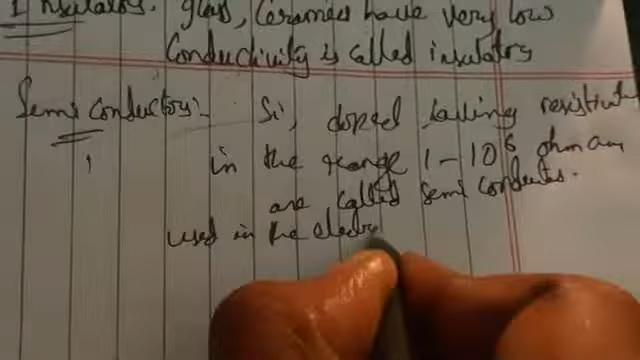 Insulators. glass, Ceramics have very low
Conductivity is called insulators
Semi Conductors:- Si, doped falling resistivity
in the range 1-10⁶ ohm cm
are called Semi conductors.
used in the electro